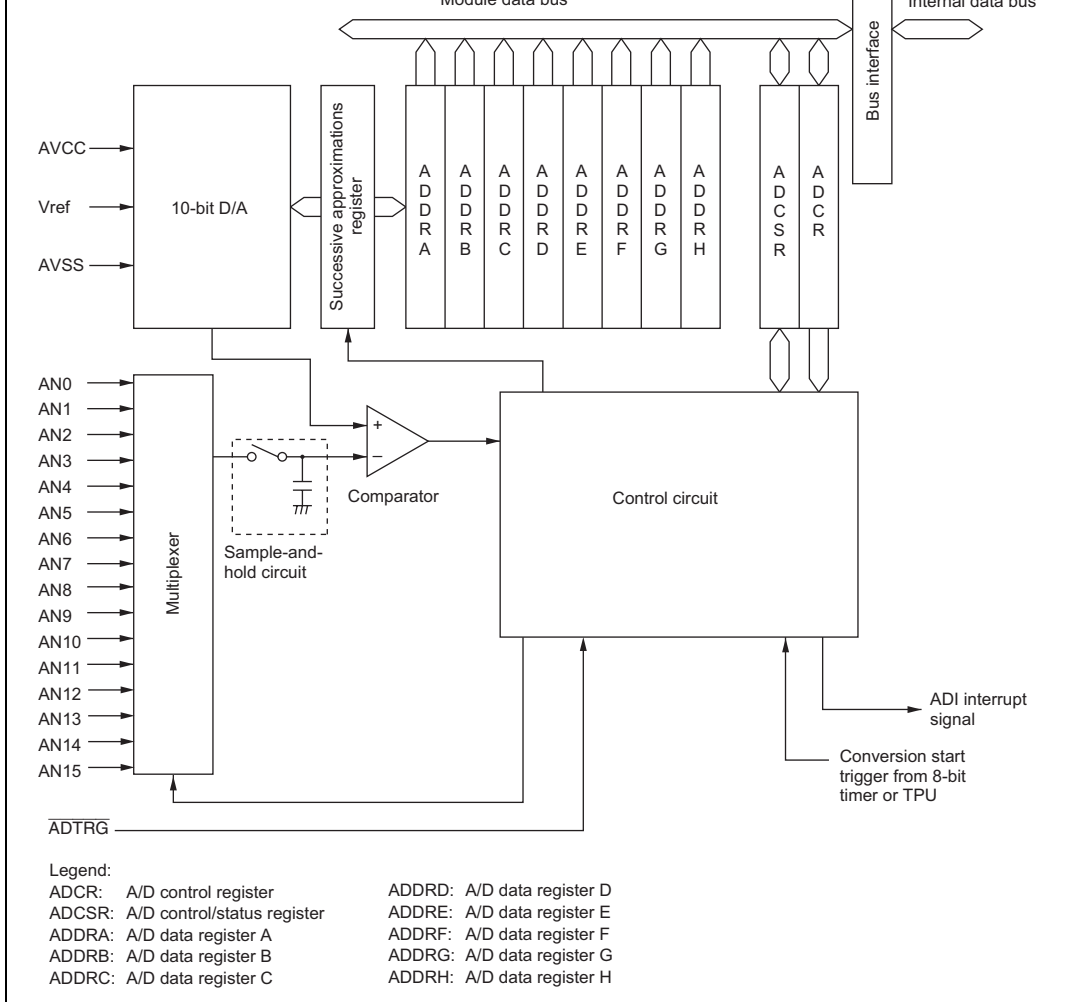 Module data bus
Internal data bus
Bus interface
AVCC
Vref
AVSS
10-bit D/A
Successive approximations
register
ADDRA
ADDRB
ADDRC
ADDRD
ADDRE
ADDRF
ADDRG
ADDRH
ADCSR
ADCR
AN0
AN1
AN2
AN3
AN4
AN5
AN6
AN7
AN8
AN9
AN10
AN11
AN12
AN13
AN14
AN15
Multiplexer
+
−
Comparator
Sample-and-
hold circuit
Control circuit
ADI interrupt
signal
Conversion start
trigger from 8-bit
timer or TPU
ADTRG
Legend:
ADCR: A/D control register
ADCSR: A/D control/status register
ADDRA: A/D data register A
ADDRB: A/D data register B
ADDRC: A/D data register C
ADDRD: A/D data register D
ADDRE: A/D data register E
ADDRF: A/D data register F
ADDRG: A/D data register G
ADDRH: A/D data register H